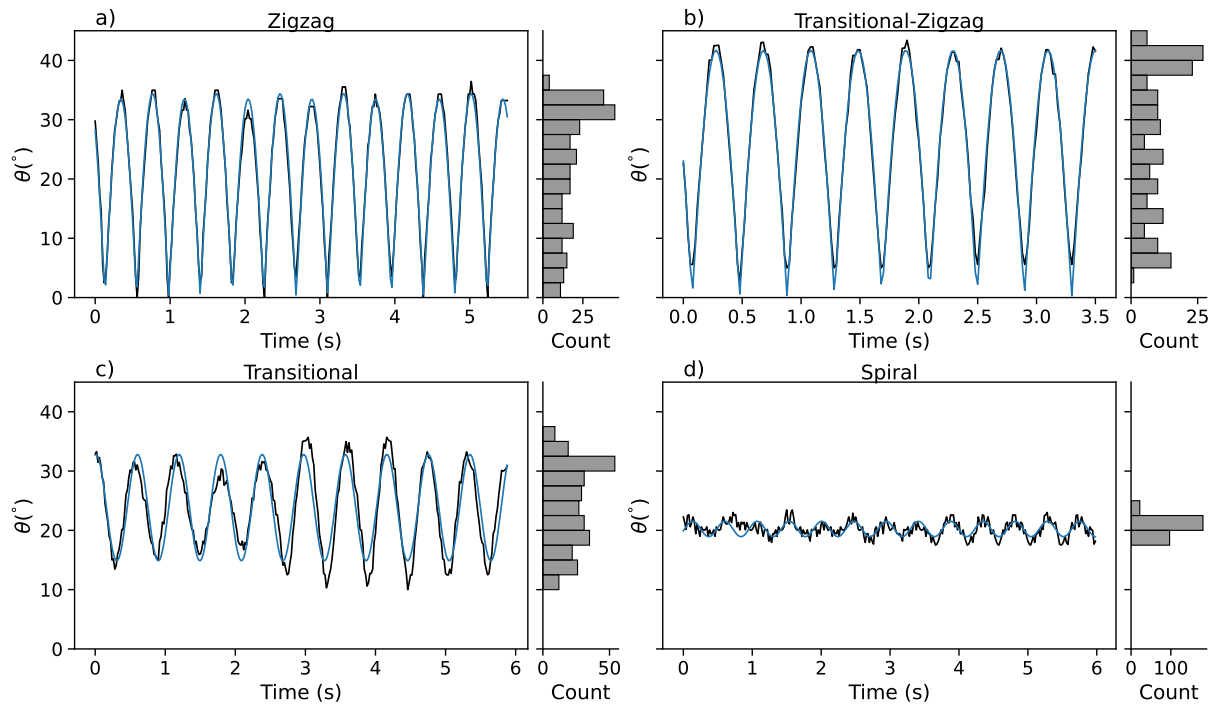 a) Zigzag
b) Transitional-Zigzag
40
30
20
10
0
θ(°)
0 1 2 3 4 5
Time (s)
0 25
Count
0.0 0.5 1.0 1.5 2.0 2.5 3.0 3.5
Time (s)
0 25
Count
c) Transitional
d) Spiral
40
30
20
10
0
θ(°)
θ(°)
0 1 2 3 4 5 6
Time (s)
0 50
Count
0 1 2 3 4 5 6
Time (s)
0 100
Count